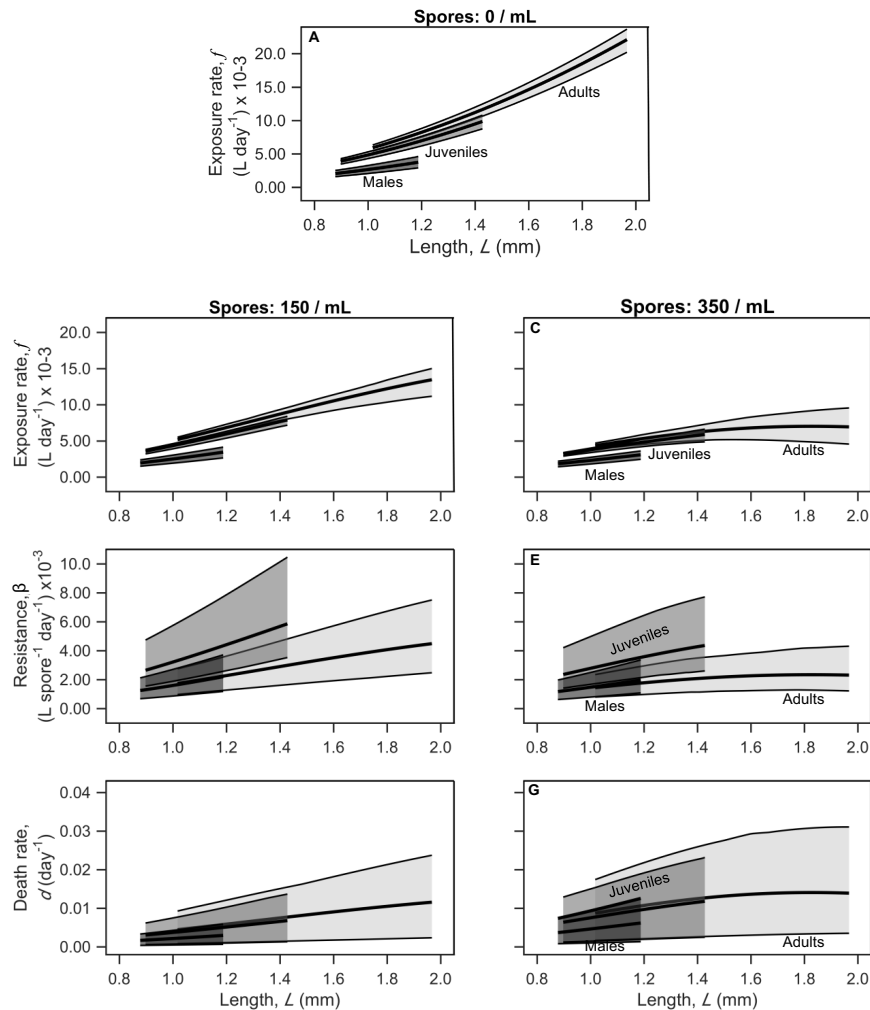 Spores: 0 / mL
A
Exposure rate, f
(L day-1) x 10-3
20.0
15.0
10.0
5.00
0.00
Adults
Juveniles
Males
0.8 1.0 1.2 1.4 1.6 1.8 2.0
Length, L (mm)
Spores: 150 / mL
Spores: 350 / mL
Exposure rate, f
(L day-1) x 10-3
20.0
15.0
10.0
5.00
0.00
0.8 1.0 1.2 1.4 1.6 1.8 2.0
C
Juveniles
Adults
Males
0.8 1.0 1.2 1.4 1.6 1.8 2.0
Resistance, β
(L spore-1 day-1) x10-3
10.0
8.00
6.00
4.00
2.00
0.00
0.8 1.0 1.2 1.4 1.6 1.8 2.0
E
Juveniles
Males
Adults
0.8 1.0 1.2 1.4 1.6 1.8 2.0
Death rate,
d (day-1)
0.04
0.03
0.02
0.01
0.00
0.8 1.0 1.2 1.4 1.6 1.8 2.0
Length, L (mm)
G
Juveniles
Males
Adults
0.8 1.0 1.2 1.4 1.6 1.8 2.0
Length, L (mm)